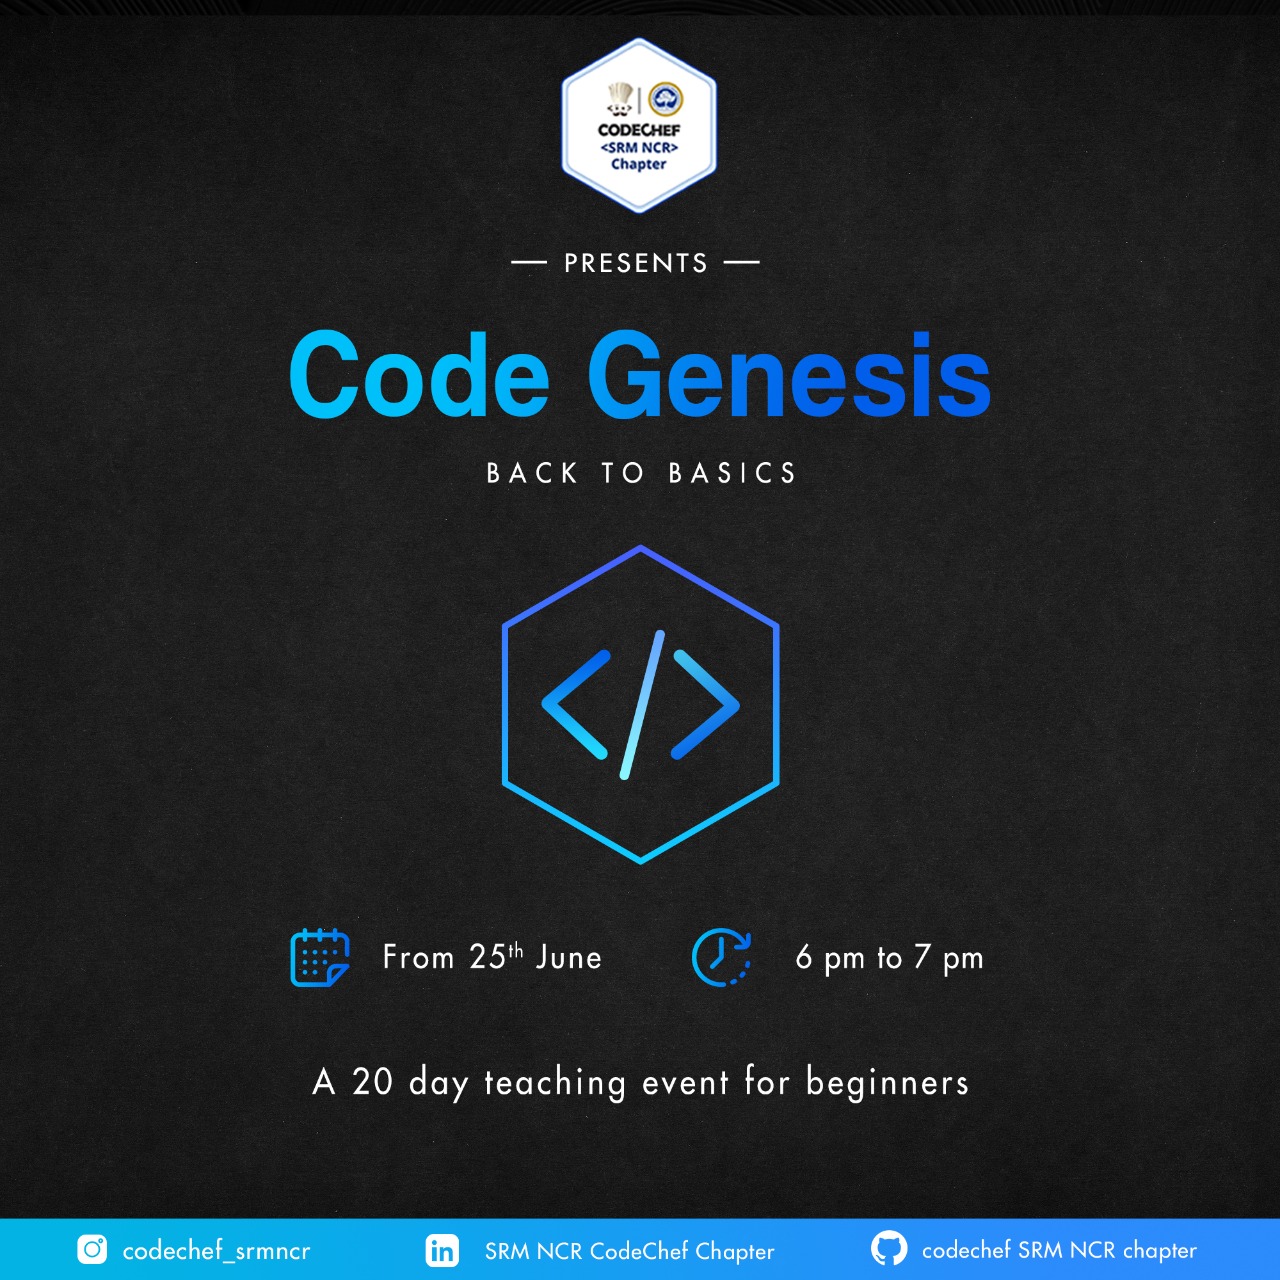 CODECHEF
<SRM NCR>
Chapter
PRESENTS
Code Genesis
BACK TO BASICS
</>
From 25th June
6 pm to 7 pm
A 20 day teaching event for beginners
codechef_srmncr
SRM NCR CodeChef Chapter
codechef SRM NCR chapter